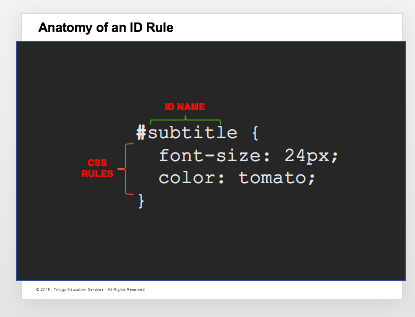 Anatomy of an ID Rule
ID NAME
#subtitle {
CSS
RULES
font-size: 24px;
color: tomato;
}
© 2015 Trilogy Education Services - All Rights Reserved